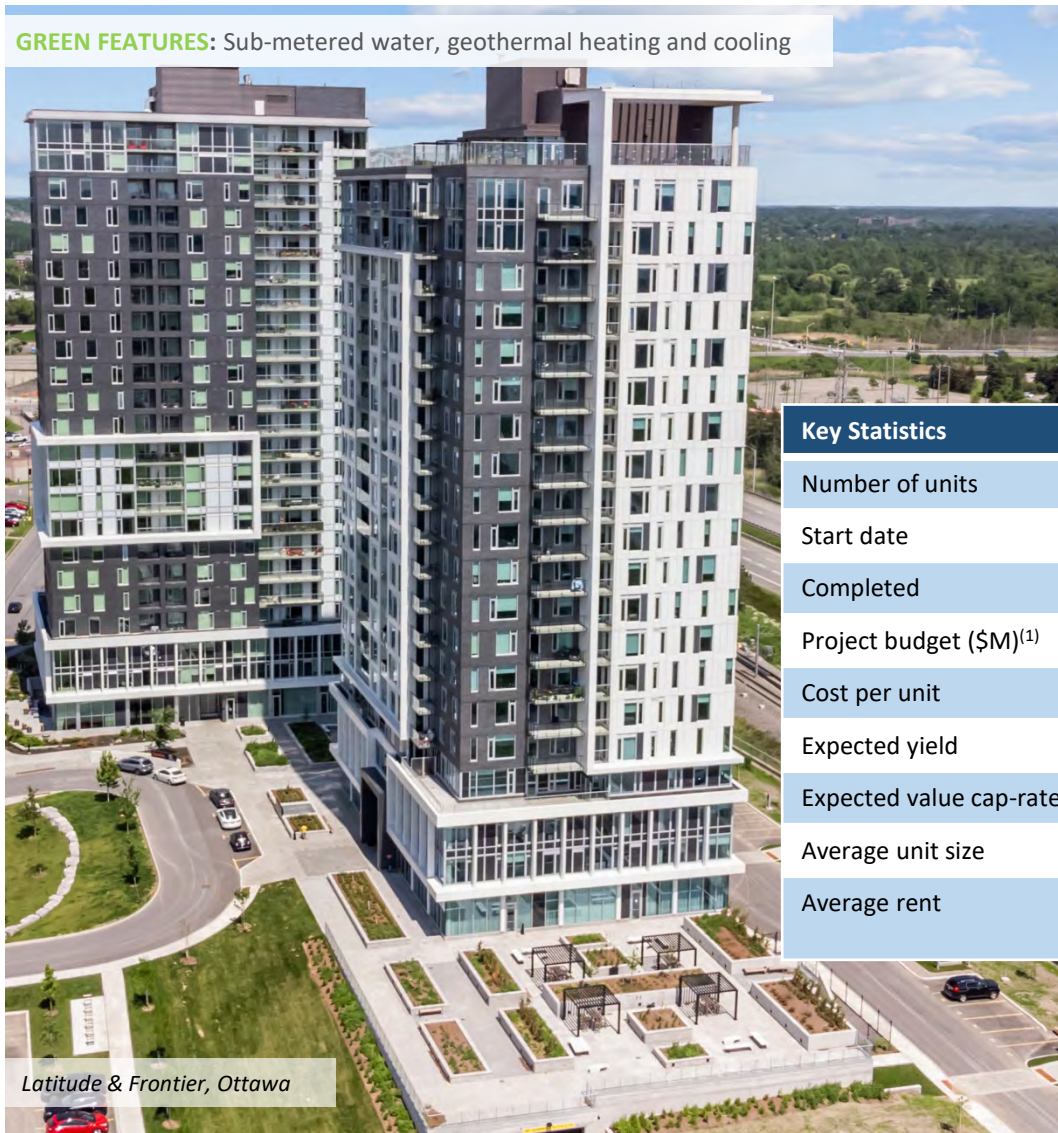 GREEN FEATURES: Sub-metered water, geothermal heating and cooling
Key Statistics
Number of units
Start date
Completed
Project budget ($M)(1)
Cost per unit
Expected yield
Expected value cap-rate
Average unit size
Average rent
Latitude & Frontier, Ottawa